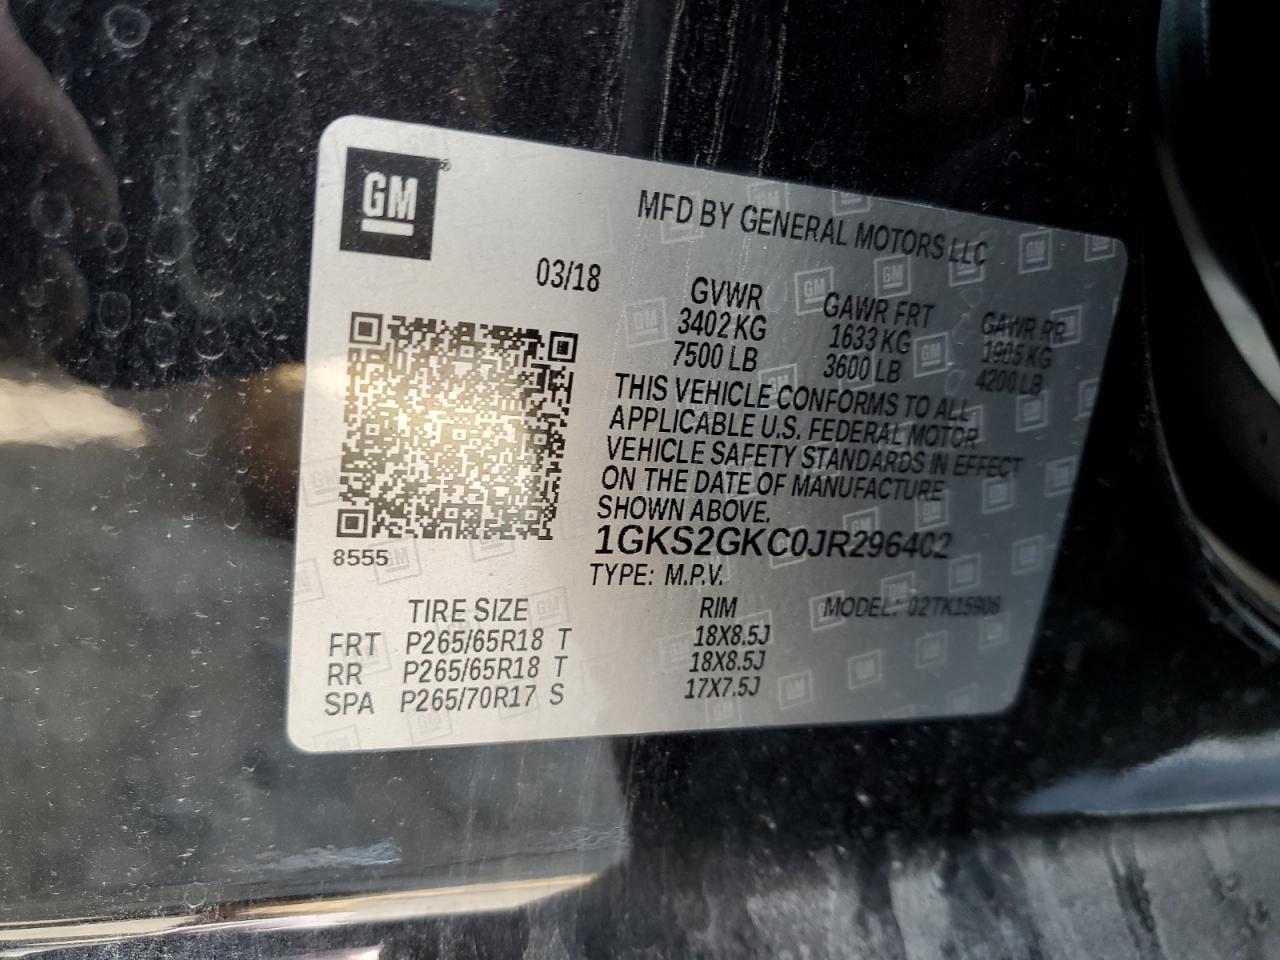 GM
MFD BY GENERAL MOTORS LLC
03/18
GVWR GAWR FRT GAWR RR
3402 KG 1633 KG 1905 KG
7500 LB 3600 LB 4200 LB
THIS VEHICLE CONFORMS TO ALL
APPLICABLE U.S. FEDERAL MOTOR
VEHICLE SAFETY STANDARDS IN EFFECT
ON THE DATE OF MANUFACTURE
SHOWN ABOVE.
1GKS2GKC0JR296402
8555
TYPE: M.P.V.
TIRE SIZE RIM MODEL: 02TK15906
FRT P265/65R18 T 18X8.5J
RR P265/65R18 T 18X8.5J
SPA P265/70R17 S 17X7.5J